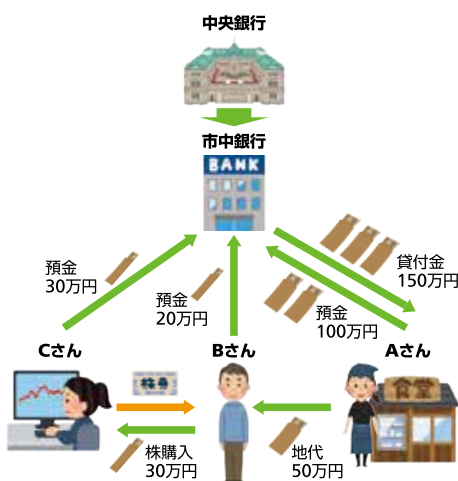 中央銀行
市中銀行
BANK
預金
30万円
預金
20万円
預金
100万円
貸付金
150万円
Cさん
Bさん
Aさん
株券
食堂
株購入
30万円
地代
50万円